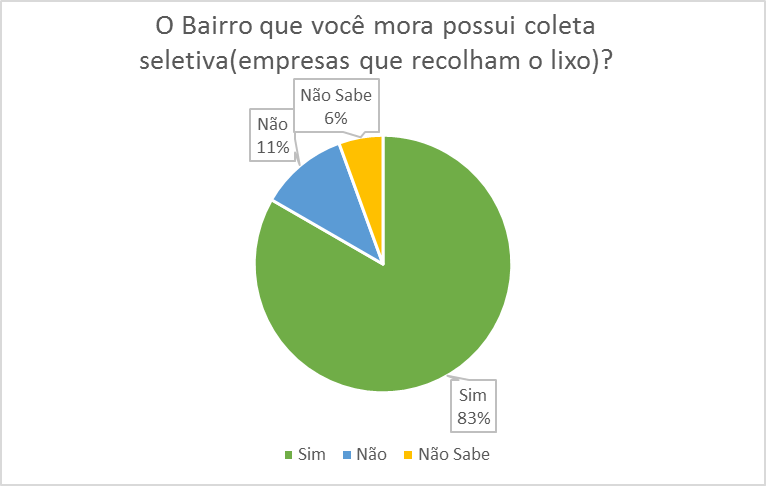 O Bairro que você mora possui coleta
seletiva(empresas que recolham o lixo)?
Não Sabe
6%
Não
11%
Sim
83%
Sim Não Não Sabe